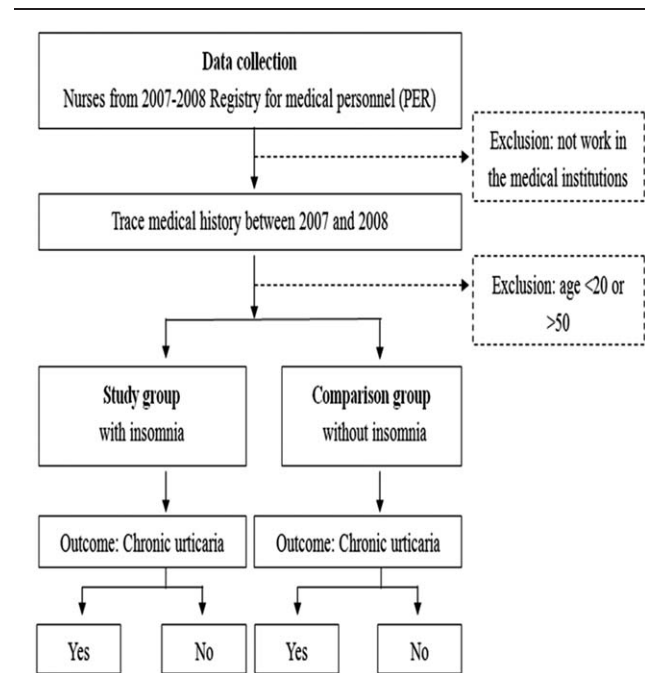 Data collection
Nurses from 2007-2008 Registry for medical personnel (PER)
Exclusion: not work in
the medical institutions
Trace medical history between 2007 and 2008
Exclusion: age <20 or
>50
Study group
with insomnia
Comparison group
without insomnia
Outcome: Chronic urticaria
Outcome: Chronic urticaria
Yes
No
Yes
No